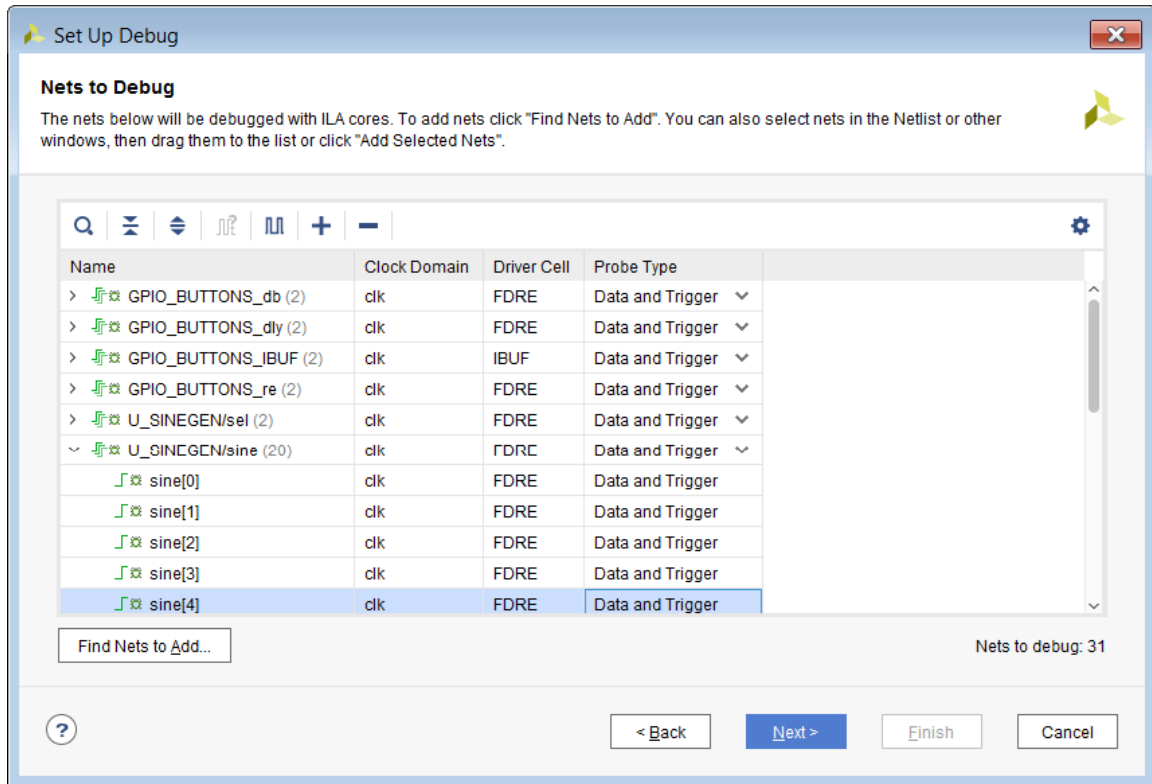 Set Up Debug
Nets to Debug
The nets below will be debugged with ILA cores. To add nets click "Find Nets to Add". You can also select nets in the Netlist or other
windows, then drag them to the list or click "Add Selected Nets".
Name Clock Domain Driver Cell Probe Type
GPIO_BUTTONS_db (2) clk FDRE Data and Trigger
GPIO_BUTTONS_dly (2) clk FDRE Data and Trigger
GPIO_BUTTONS_IBUF (2) clk IBUF Data and Trigger
GPIO_BUTTONS_re (2) clk FDRE Data and Trigger
U_SINEGEN/sel (2) clk FDRE Data and Trigger
U_SINEGEN/sine (20) clk FDRE Data and Trigger
sine[0] clk FDRE Data and Trigger
sine[1] clk FDRE Data and Trigger
sine[2] clk FDRE Data and Trigger
sine[3] clk FDRE Data and Trigger
sine[4] clk FDRE Data and Trigger
Find Nets to Add... Nets to debug: 31
? < Back Next > Finish Cancel